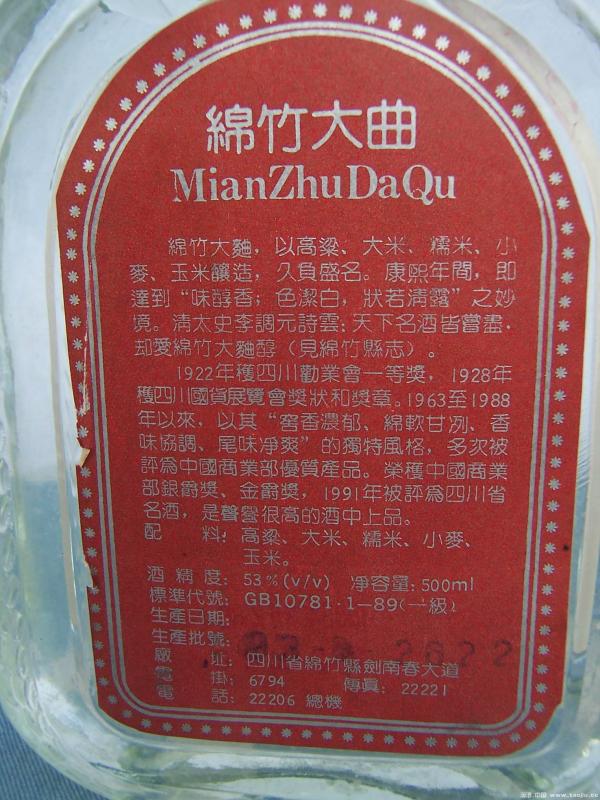 綿竹大曲
MianZhuDaQu
綿竹大麯，以高粱、大米、糯米、小
麥、玉米釀造，久負盛名。康熙年間，即
達到“味醇香；色潔白，狀若清露”之妙
境。清太史李調元詩雲：天下名酒皆嘗盡，
却愛綿竹大麯醇（見綿竹縣志）。
1922年穫四川勸業會一等獎，1928年
穫四川國貨展覽會獎狀和獎章。1963至1988
年以來，以其“窖香濃郁、綿軟甘冽、香
味協調、尾味淨爽”的獨特風格，多次被
評爲中國商業部優質產品。榮穫中國商業
部銀爵獎、金爵獎，1991年被評爲四川省
名酒，是聲譽很高的酒中上品。
配 料：高粱、大米、糯米、小麥、
玉米。
酒精度：53%(v/v) 淨容量：500ml
標準代號：GB10781·1-89(一級)
生產日期：
生產批號：
廠 址：四川省綿竹縣劍南春大道
電 掛：6794 傳真：22221
電 話：22206 總機